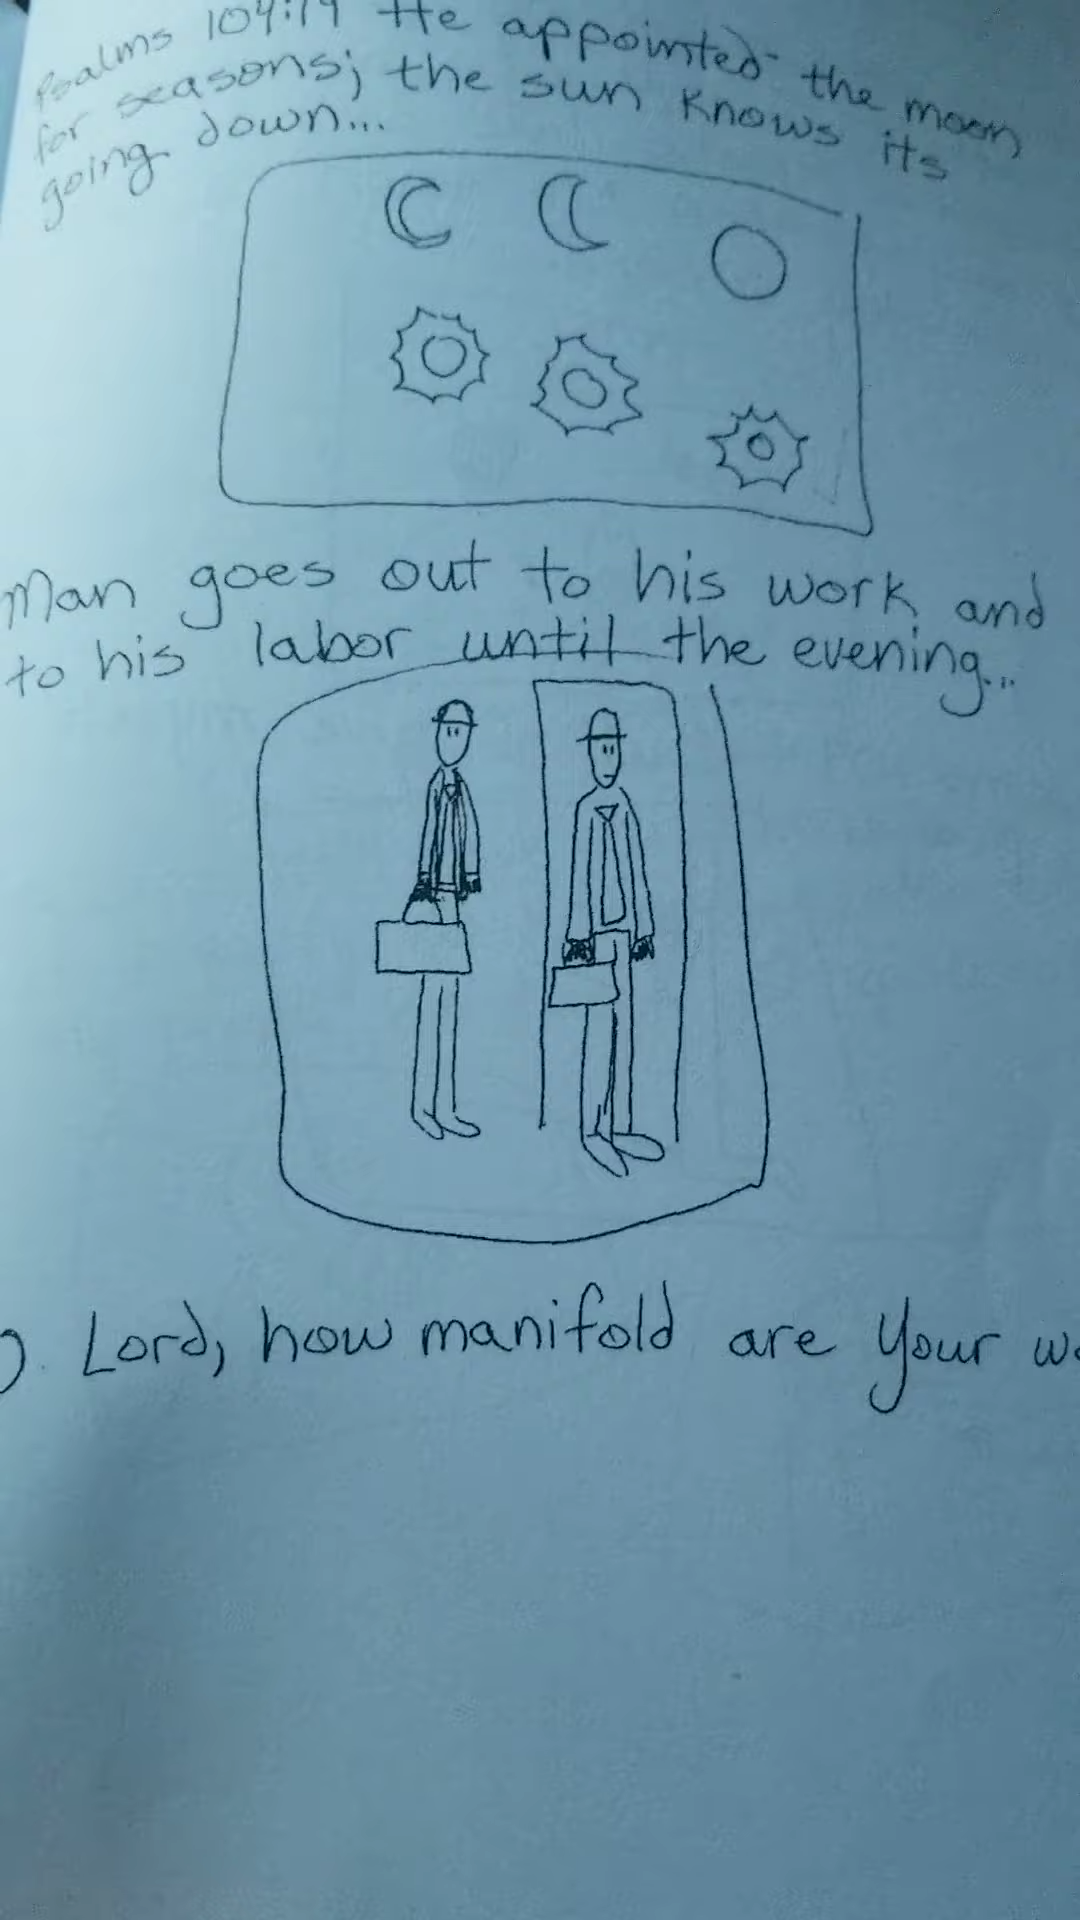 Psalms 104:19 He appointed the moon
for seasons; the sun knows its
going down...
Man goes out to his work and
to his labor until the evening...
O Lord, how manifold are Your